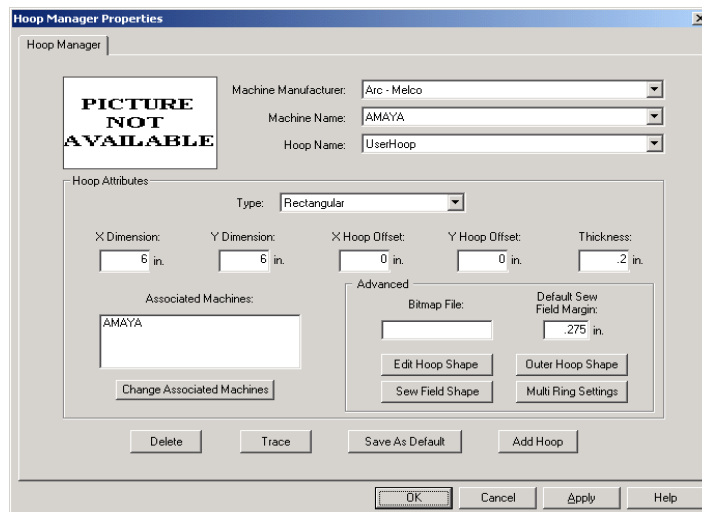 Hoop Manager Properties
Hoop Manager
PICTURE
NOT
AVAILABLE
Machine Manufacturer: Arc - Melco
Machine Name: AMAYA
Hoop Name: UserHoop
Hoop Attributes
Type: Rectangular
X Dimension: Y Dimension: X Hoop Offset: Y Hoop Offset: Thickness:
6 in. 6 in. 0 in. 0 in. .2 in.
Associated Machines:
AMAYA
Change Associated Machines
Advanced
Bitmap File:
Default Sew
Field Margin:
.275 in.
Edit Hoop Shape Outer Hoop Shape
Sew Field Shape Multi Ring Settings
Delete Trace Save As Default Add Hoop
OK Cancel Apply Help